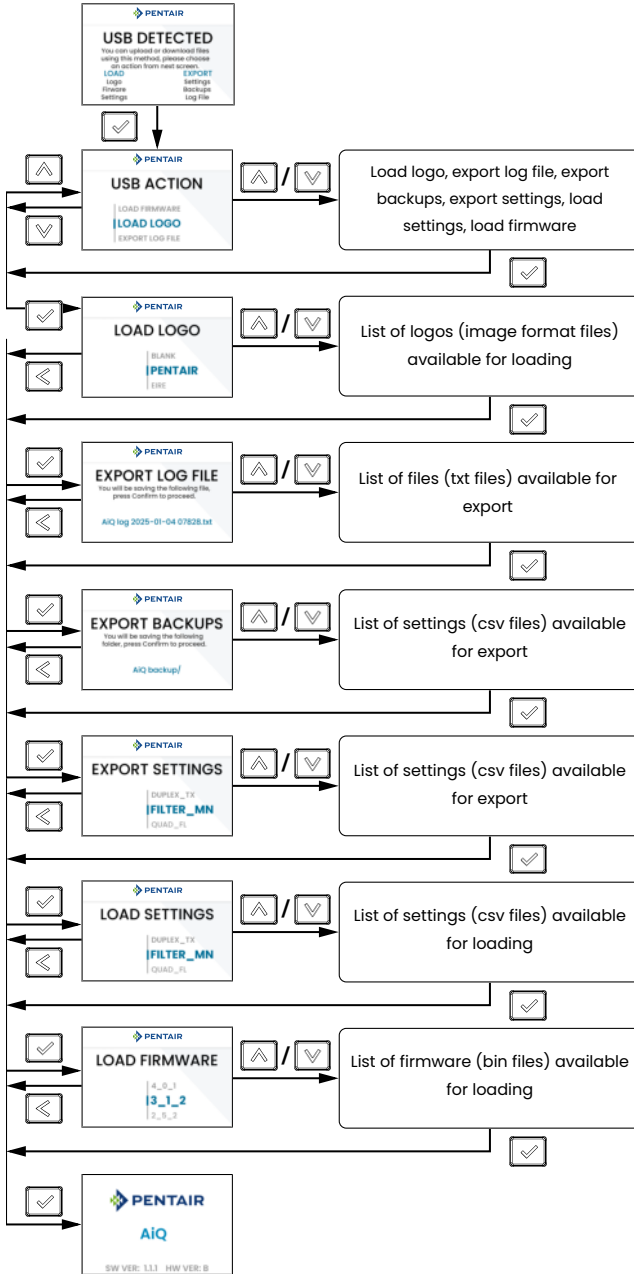 PENTAIR
USB DETECTED
You can upload or download files
using this method, please choose
an action from next screen.
LOAD EXPORT
Logo Settings
Firware Backups
Settings Log File
PENTAIR
USB ACTION
LOAD FIRMWARE
LOAD LOGO
EXPORT LOG FILE
/
Load logo, export log file, export
backups, export settings, load
settings, load firmware
PENTAIR
LOAD LOGO
BLANK
PENTAIR
EIRE
/
List of logos (image format files)
available for loading
PENTAIR
EXPORT LOG FILE
You will be saving the following file,
press Confirm to proceed.
AiQ log 2025-01-04 07828.txt
/
List of files (txt files) available for
export
PENTAIR
EXPORT BACKUPS
You will be saving the following
folder, press Confirm to proceed.
AiQ backup/
/
List of settings (csv files) available
for export
PENTAIR
EXPORT SETTINGS
DUPLEX_TX
FILTER_MN
QUAD_FL
/
List of settings (csv files) available
for export
PENTAIR
LOAD SETTINGS
DUPLEX_TX
FILTER_MN
QUAD_FL
/
List of settings (csv files) available
for loading
PENTAIR
LOAD FIRMWARE
4_0_1
3_1_2
2_5_2
/
List of firmware (bin files) available
for loading
PENTAIR
AiQ
SW VER: 1.1.1 HW VER: B